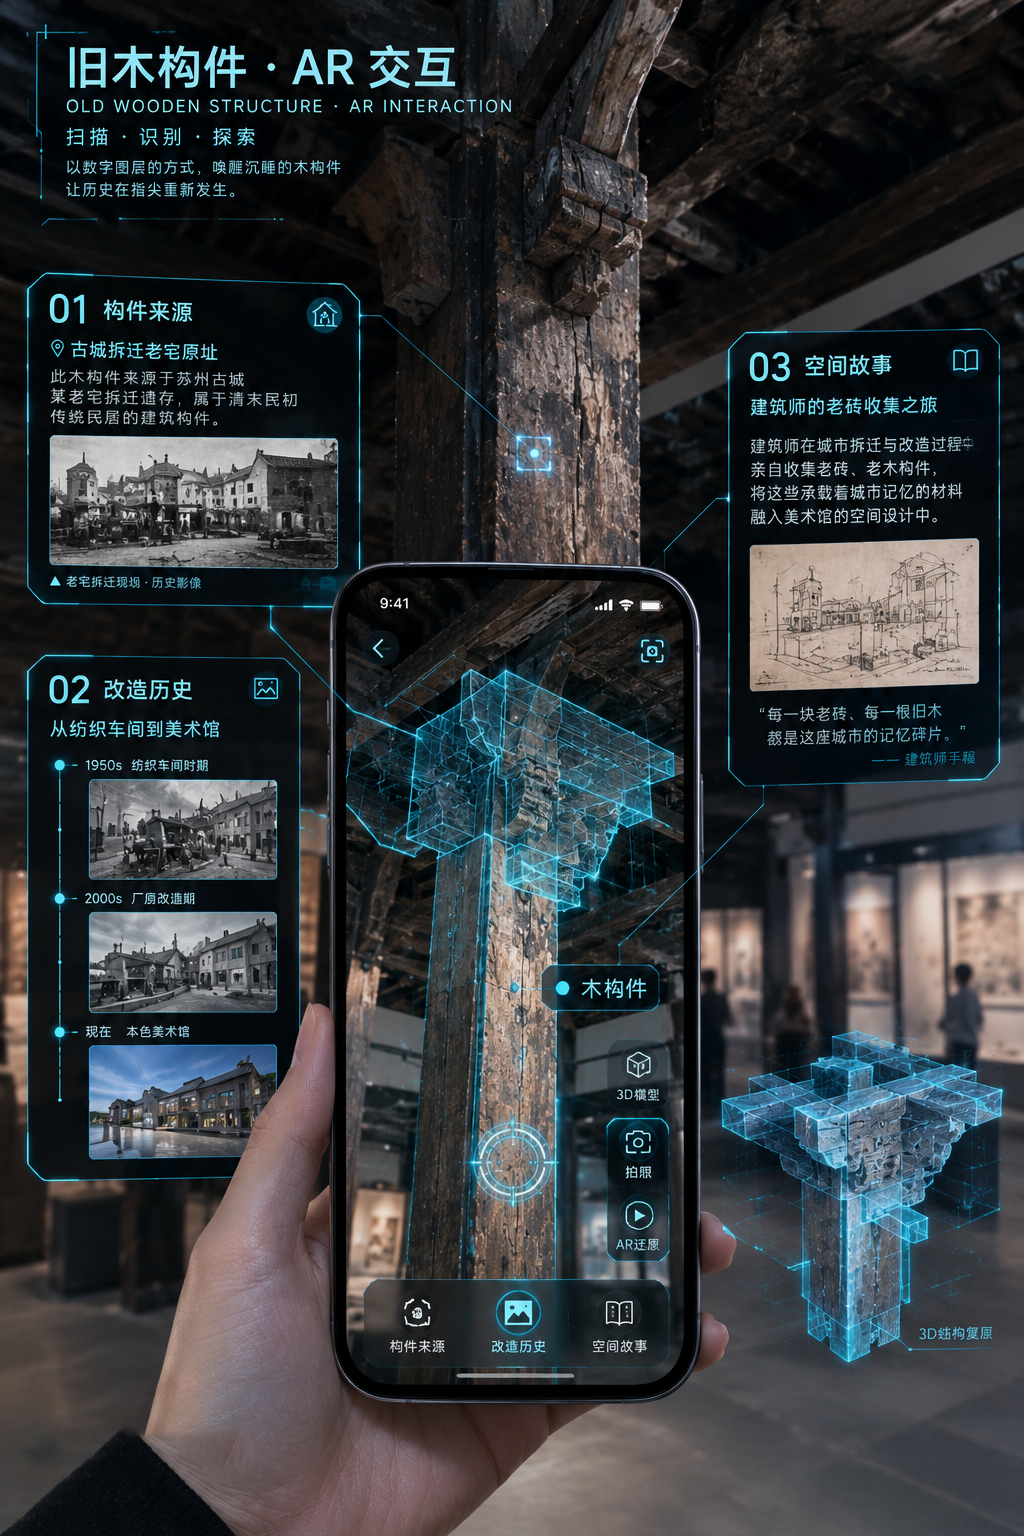 旧木构件 · AR 交互
OLD WOODEN STRUCTURE · AR INTERACTION
扫描 · 识别 · 探索
以数字图层的方式，唤醒沉睡的木构件
让历史在指尖重新发生。
01 构件来源
古城拆迁老宅原址
此木构件来源于苏州古城
某老宅拆迁遗存，属于清末民初
传统民居的建筑构件。
▲ 老宅拆迁现场 · 历史影像
02 改造历史
从纺织车间到美术馆
1950s 纺织车间时期
2000s 厂房改造期
现在 本色美术馆
03 空间故事
建筑师的老砖收集之旅
建筑师在城市拆迁与改造过程中
亲自收集老砖、老木构件，
将这些承载着城市记忆的材料
融入美术馆的空间设计中。
“每一块老砖、每一根旧木
都是这座城市的记忆碎片。”
—— 建筑师手稿
9:41
木构件
3D模型
拍照
AR还原
构件来源
改造历史
空间故事
3D结构复原